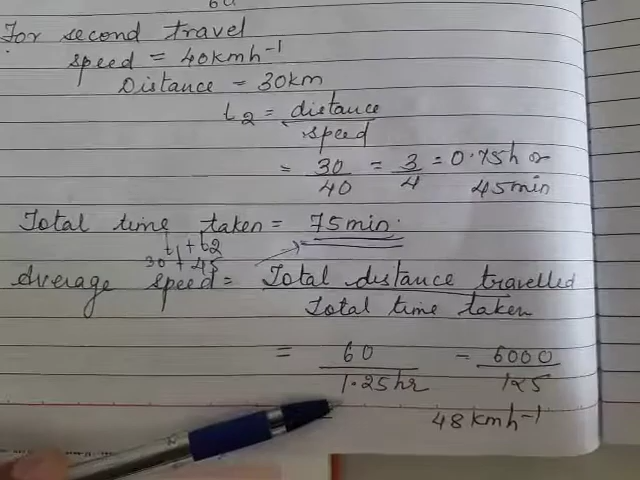 For second travel
speed = 40kmh⁻¹
Distance = 30km
t₂ = distance
speed
= 30/40 = 3/4 = 0.75h or
45min
Total time taken = 75min.
t₁ + t₂
30 + 45
Average speed = Total distance travelled
Total time taken
= 60/1.25hr = 6000/125
48kmh⁻¹